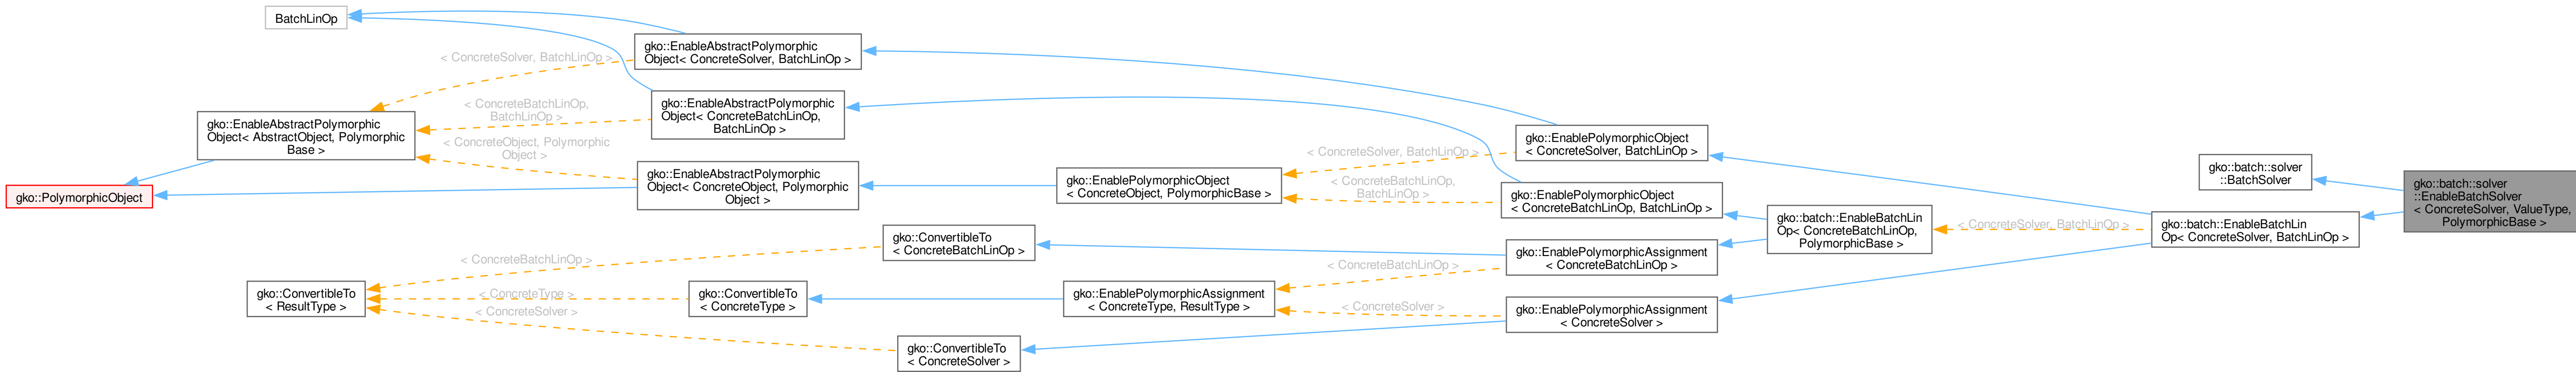 BatchLinOp
gko::EnableAbstractPolymorphic
Object< ConcreteSolver, BatchLinOp >
< ConcreteSolver, BatchLinOp >
gko::EnableAbstractPolymorphic
Object< ConcreteBatchLinOp,
BatchLinOp >
< ConcreteBatchLinOp,
BatchLinOp >
gko::EnableAbstractPolymorphic
Object< AbstractObject, Polymorphic
Base >
< ConcreteObject, Polymorphic
Object >
gko::EnableAbstractPolymorphic
Object< ConcreteObject, Polymorphic
Object >
gko::PolymorphicObject
gko::EnablePolymorphicObject
< ConcreteObject, PolymorphicBase >
< ConcreteSolver, BatchLinOp >
< ConcreteBatchLinOp,
BatchLinOp >
gko::EnablePolymorphicObject
< ConcreteSolver, BatchLinOp >
gko::EnablePolymorphicObject
< ConcreteBatchLinOp, BatchLinOp >
gko::batch::EnableBatchLin
Op< ConcreteBatchLinOp,
PolymorphicBase >
< ConcreteSolver, BatchLinOp >
gko::batch::solver
::BatchSolver
gko::batch::EnableBatchLin
Op< ConcreteSolver, BatchLinOp >
gko::batch::solver
::EnableBatchSolver
< ConcreteSolver, ValueType,
PolymorphicBase >
gko::ConvertibleTo
< ConcreteBatchLinOp >
gko::EnablePolymorphicAssignment
< ConcreteBatchLinOp >
< ConcreteBatchLinOp >
< ConcreteBatchLinOp >
gko::ConvertibleTo
< ResultType >
< ConcreteType >
gko::ConvertibleTo
< ConcreteType >
gko::EnablePolymorphicAssignment
< ConcreteType, ResultType >
< ConcreteSolver >
gko::EnablePolymorphicAssignment
< ConcreteSolver >
< ConcreteSolver >
gko::ConvertibleTo
< ConcreteSolver >